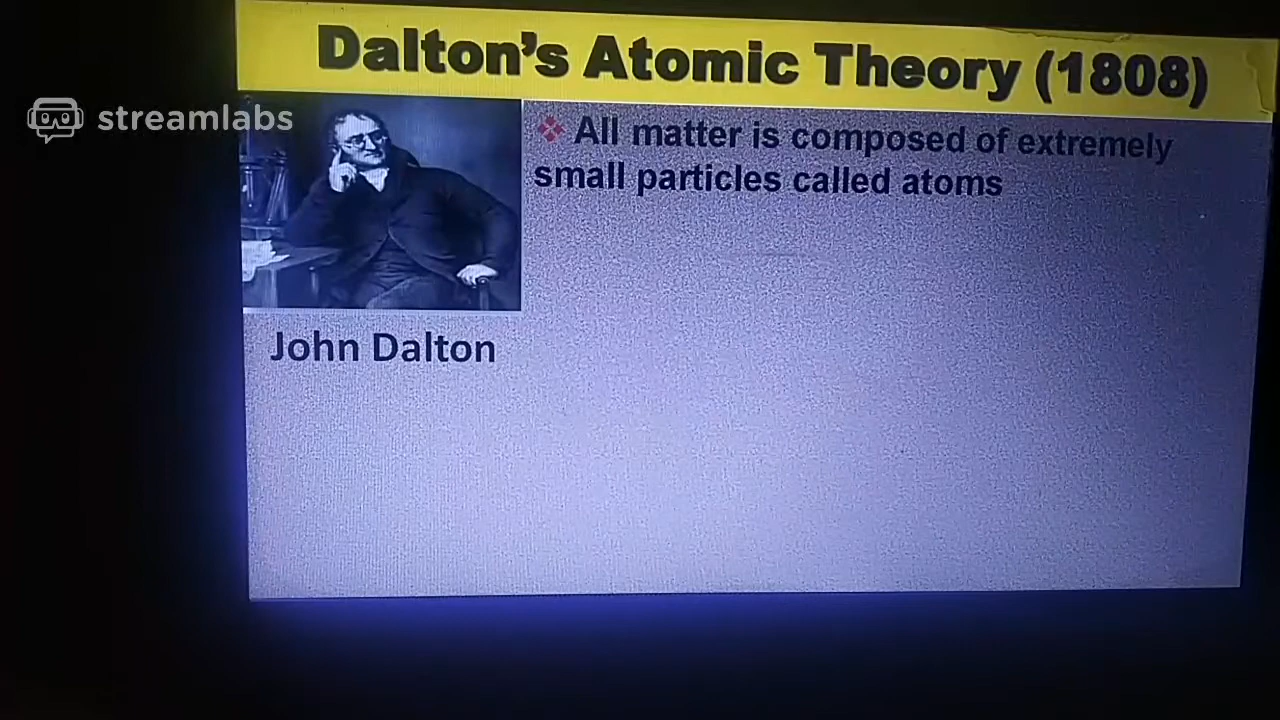 Dalton's Atomic Theory (1808)
streamlabs
❖ All matter is composed of extremely
small particles called atoms
John Dalton